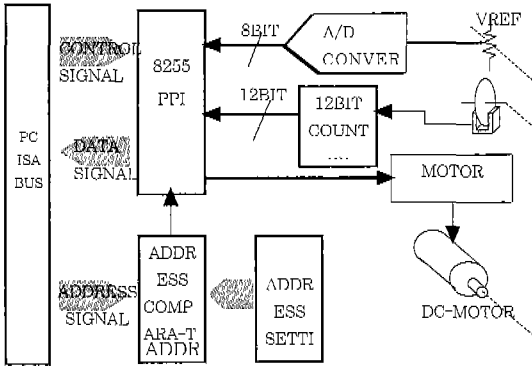 PC
ISA
BUS
CONTROL
SIGNAL
DATA
SIGNAL
ADDRESS
SIGNAL
8255
PPI
8BIT
12BIT
A/D
CONVER
VREF
12BIT
COUNT
....
MOTOR
DC-MOTOR
ADDR
ESS
COMP
ARA-T
ADDR
ADDR
ESS
SETTI